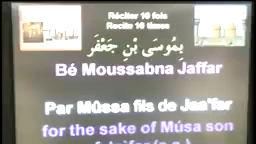 Réciter 10 fois
Recite 10 times
بِمُوسَى بْنِ جَعْفَرٍ
Bé Moussabna Jaffar
Par Mûssa fils de Jaa'far
for the sake of Músa son